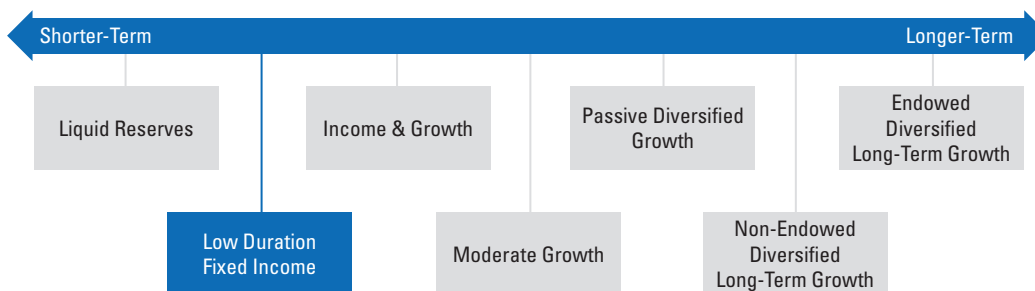 Shorter-Term
Longer-Term
Liquid Reserves
Income & Growth
Passive Diversified
Growth
Endowed
Diversified
Long-Term Growth
Low Duration
Fixed Income
Moderate Growth
Non-Endowed
Diversified
Long-Term Growth